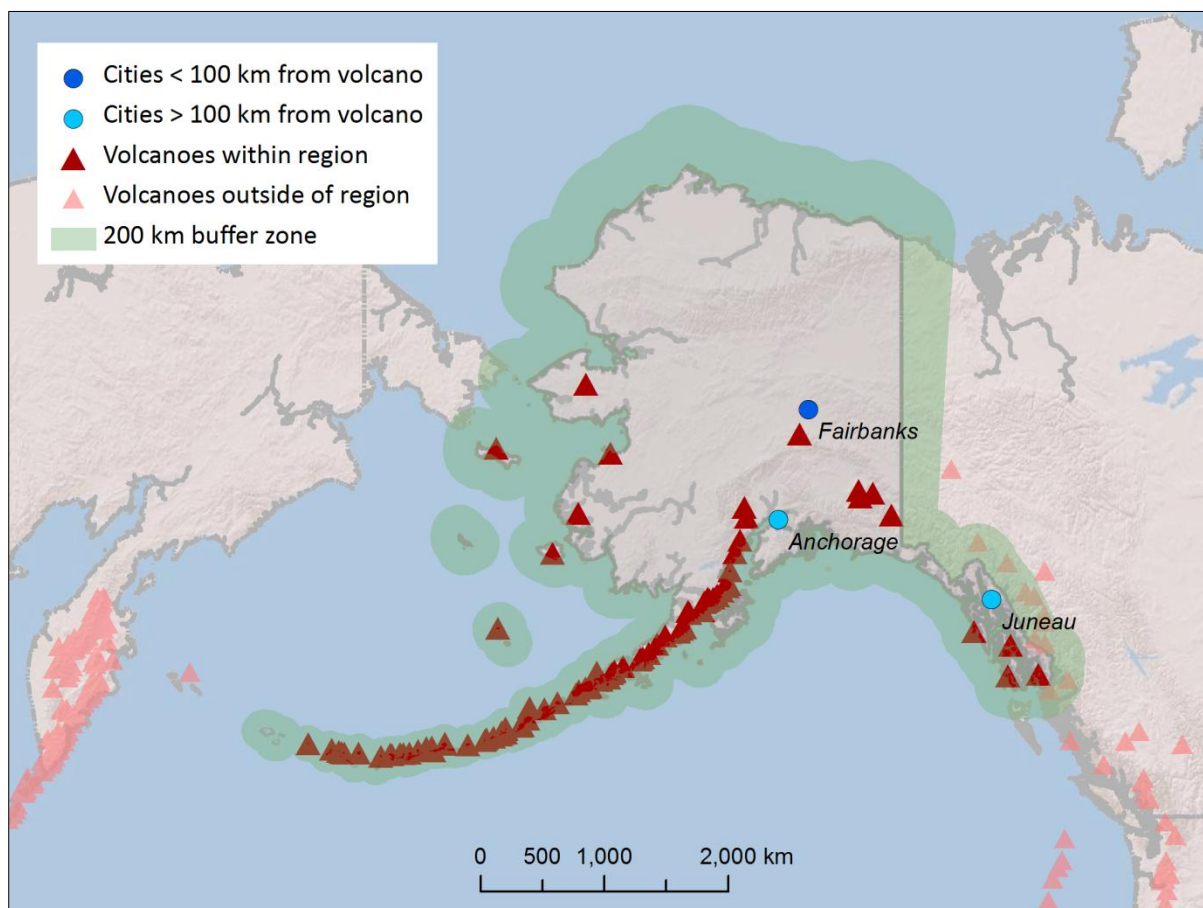 Cities < 100 km from volcano
Cities > 100 km from volcano
Volcanoes within region
Volcanoes outside of region
200 km buffer zone
Fairbanks
Anchorage
Juneau
0 500 1,000 2,000 km